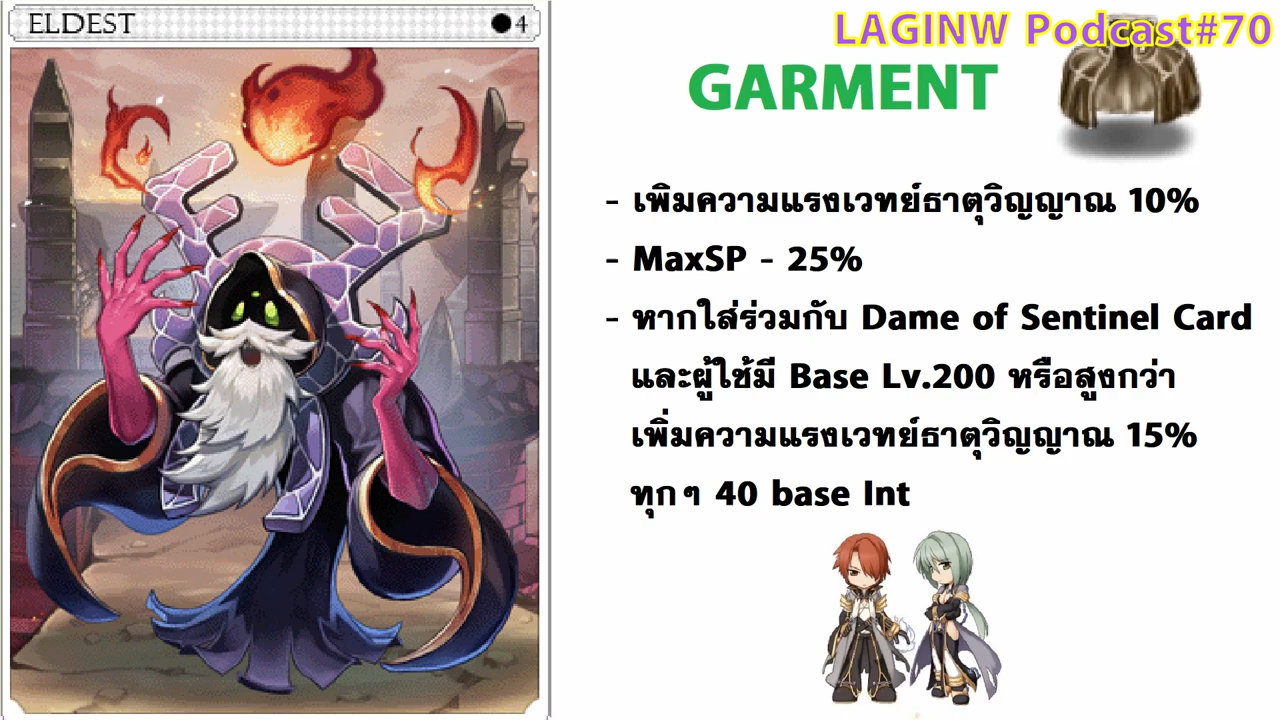 ELDEST
●4
LAGINW Podcast#70
GARMENT
- เพิ่มความแรงเวทย์ธาตุวิญญาณ 10%
- MaxSP - 25%
- หากใส่ร่วมกับ Dame of Sentinel Card
และผู้ใช้มี Base Lv.200 หรือสูงกว่า
เพิ่มความแรงเวทย์ธาตุวิญญาณ 15%
ทุกๆ 40 base Int